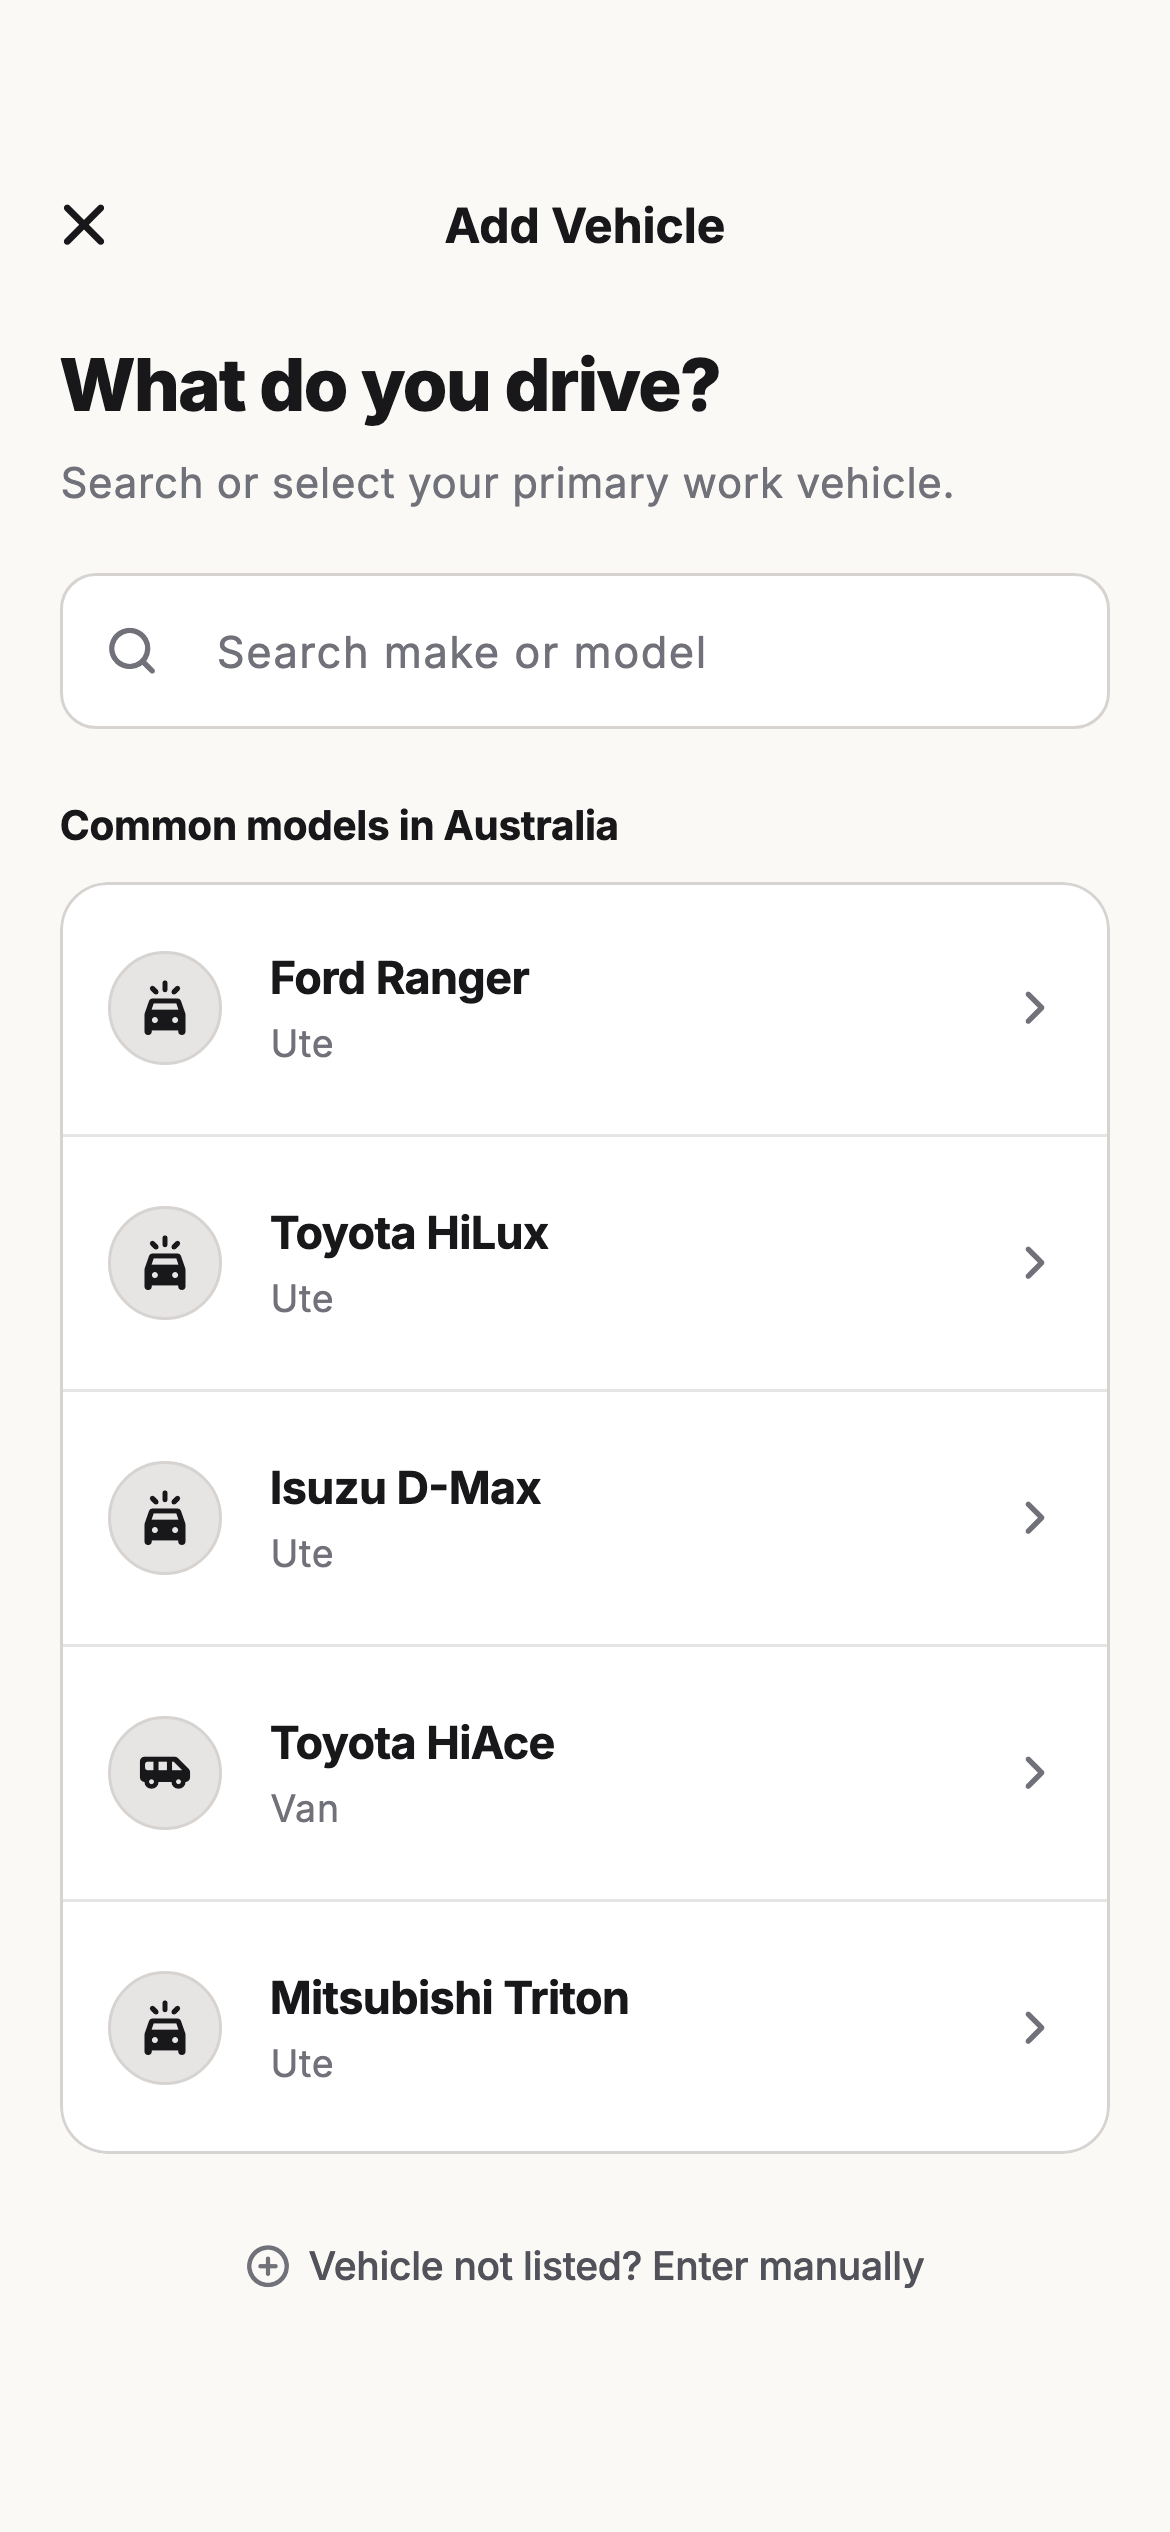 Add Vehicle
What do you drive?
Search or select your primary work vehicle.
Search make or model
Common models in Australia
Ford Ranger
Ute
Toyota HiLux
Ute
Isuzu D-Max
Ute
Toyota HiAce
Van
Mitsubishi Triton
Ute
Vehicle not listed? Enter manually